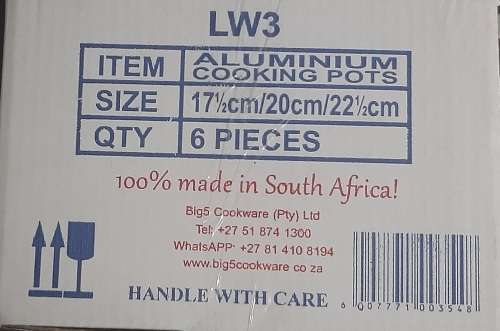 LW3
ITEM ALUMINIUM COOKING POTS
SIZE 17½cm/20cm/22½cm
QTY 6 PIECES
100% made in South Africa!
Big5 Cookware (Pty) Ltd
Tel: +27 51 874 1300
WhatsAPP: +27 81 410 8194
www.big5cookware.co.za
HANDLE WITH CARE
6 007771 003548